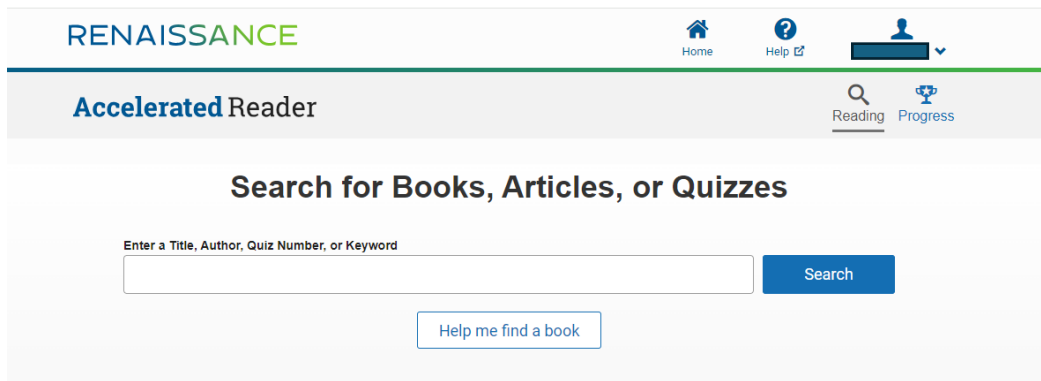 RENAISSANCE
Home
Help
Accelerated Reader
Reading
Progress
Search for Books, Articles, or Quizzes
Enter a Title, Author, Quiz Number, or Keyword
Search
Help me find a book